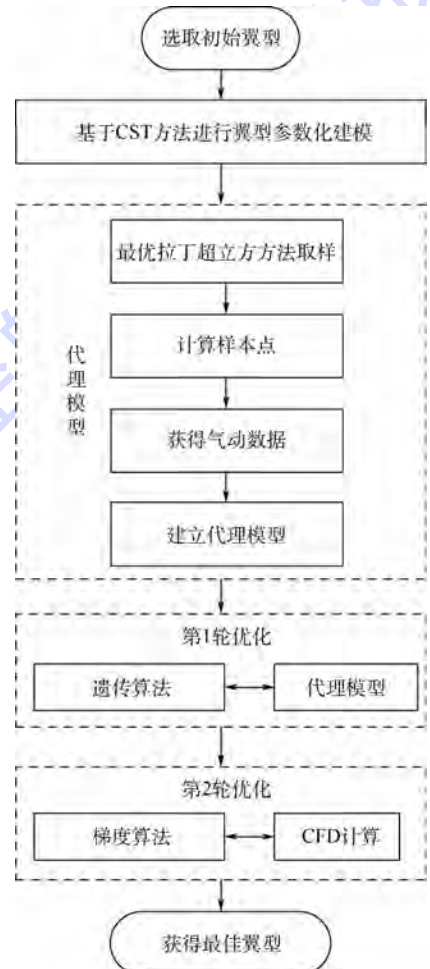 选取初始翼型
基于CST方法进行翼型参数化建模
最优拉丁超立方方法取样
计算样本点
代理模型
获得气动数据
建立代理模型
第1轮优化
遗传算法
代理模型
第2轮优化
梯度算法
CFD计算
获得最佳翼型